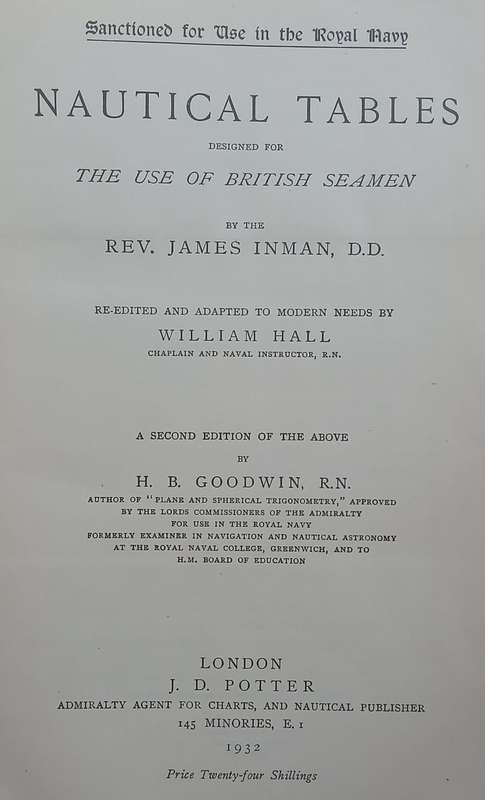 Sanctioned for Use in the Royal Navy
NAUTICAL TABLES
DESIGNED FOR
THE USE OF BRITISH SEAMEN
BY THE
REV. JAMES INMAN, D.D.
RE-EDITED AND ADAPTED TO MODERN NEEDS BY
WILLIAM HALL
CHAPLAIN AND NAVAL INSTRUCTOR, R.N.
A SECOND EDITION OF THE ABOVE
BY
H. B. GOODWIN, R.N.
AUTHOR OF "PLANE AND SPHERICAL TRIGONOMETRY," APPROVED
BY THE LORDS COMMISSIONERS OF THE ADMIRALTY
FOR USE IN THE ROYAL NAVY
FORMERLY EXAMINER IN NAVIGATION AND NAUTICAL ASTRONOMY
AT THE ROYAL NAVAL COLLEGE, GREENWICH, AND TO
H.M. BOARD OF EDUCATION
LONDON
J. D. POTTER
ADMIRALTY AGENT FOR CHARTS, AND NAUTICAL PUBLISHER
145 MINORIES, E. 1
1932
Price Twenty-four Shillings